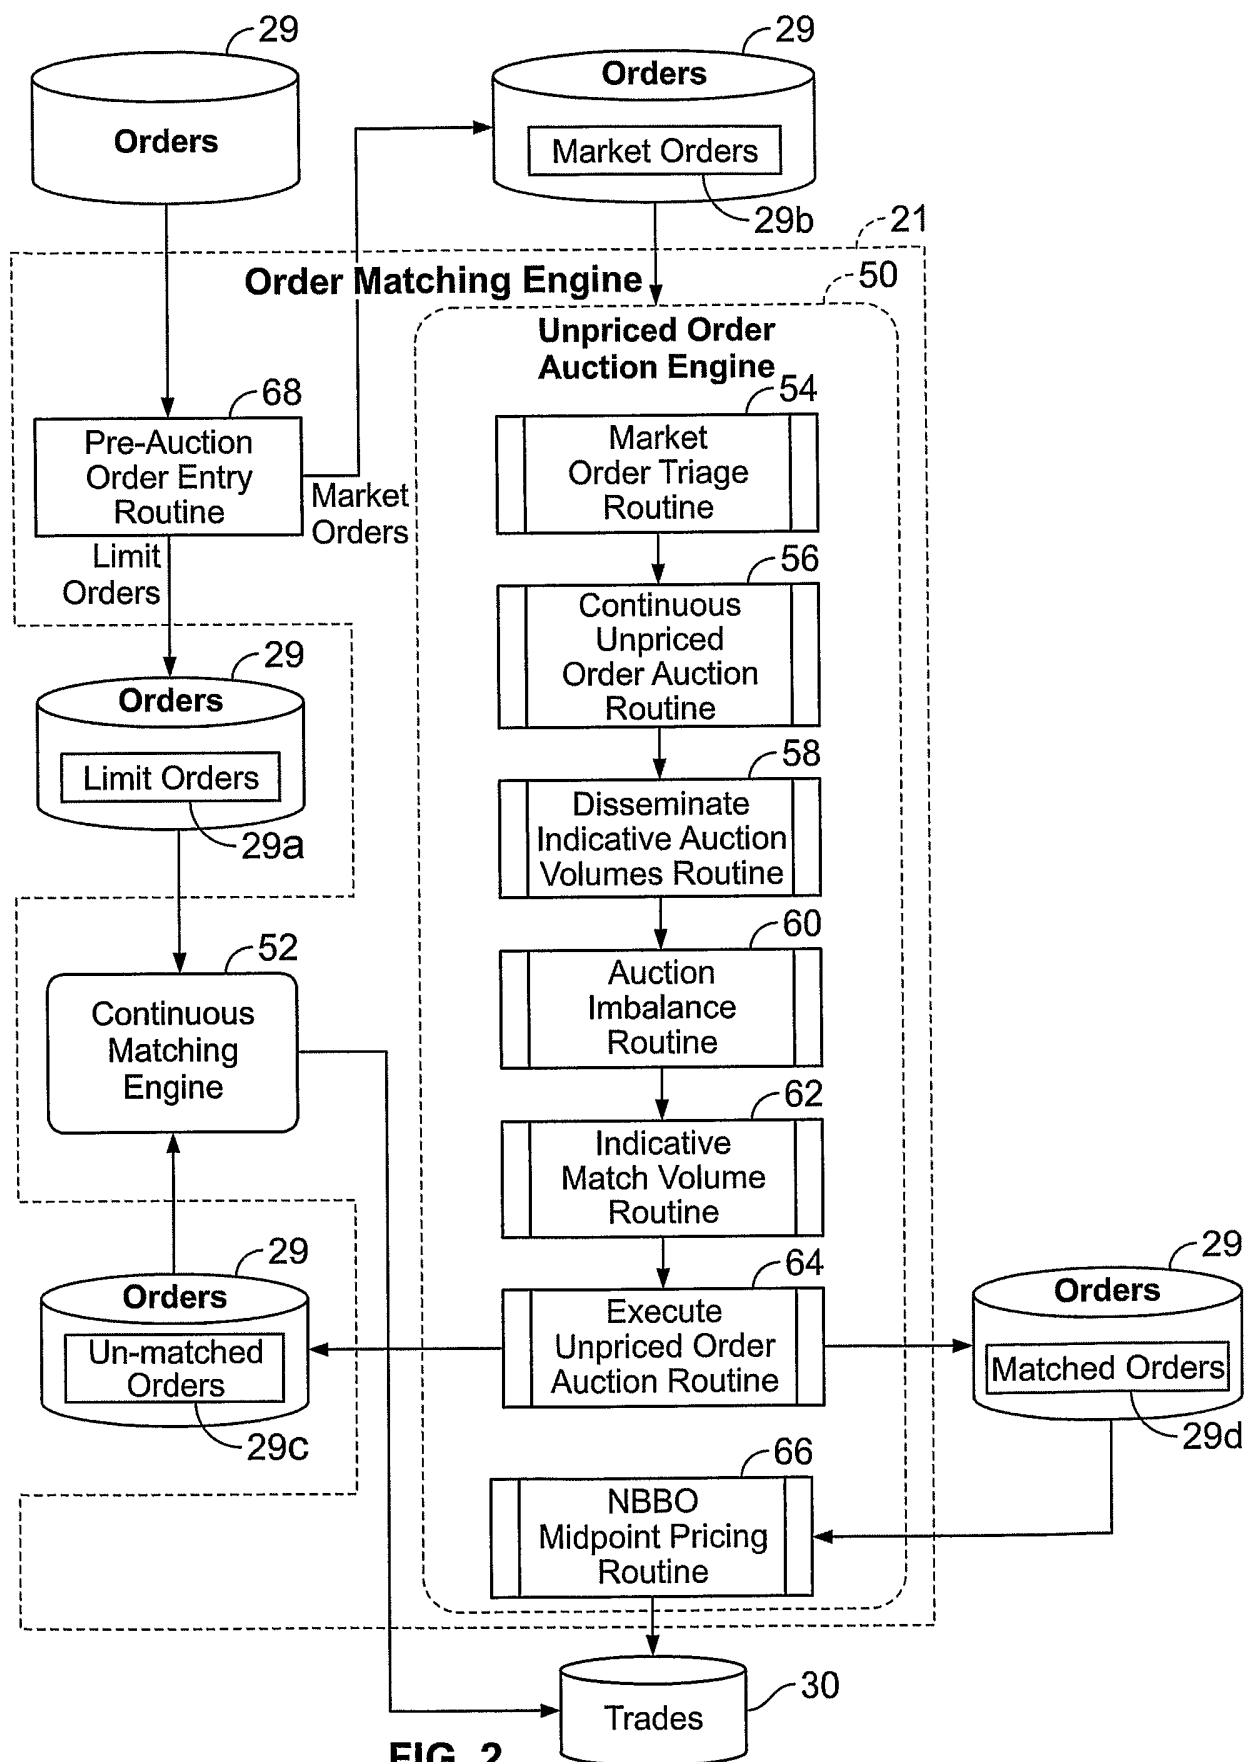 29
29
Orders
Orders
Market Orders
29b
21
Order Matching Engine
50
Unpriced Order
Auction Engine
68
54
Pre-Auction
Order Entry
Routine
Market
Orders
Market
Order Triage
Routine
Limit
Orders
56
Continuous
Unpriced
Order Auction
Routine
29
Orders
Limit Orders
29a
58
Disseminate
Indicative Auction
Volumes Routine
52
Continuous
Matching
Engine
60
Auction
Imbalance
Routine
62
Indicative
Match Volume
Routine
29
Orders
Un-matched
Orders
29c
64
Execute
Unpriced Order
Auction Routine
29
Orders
Matched Orders
29d
66
NBBO
Midpoint Pricing
Routine
30
Trades
FIG. 2